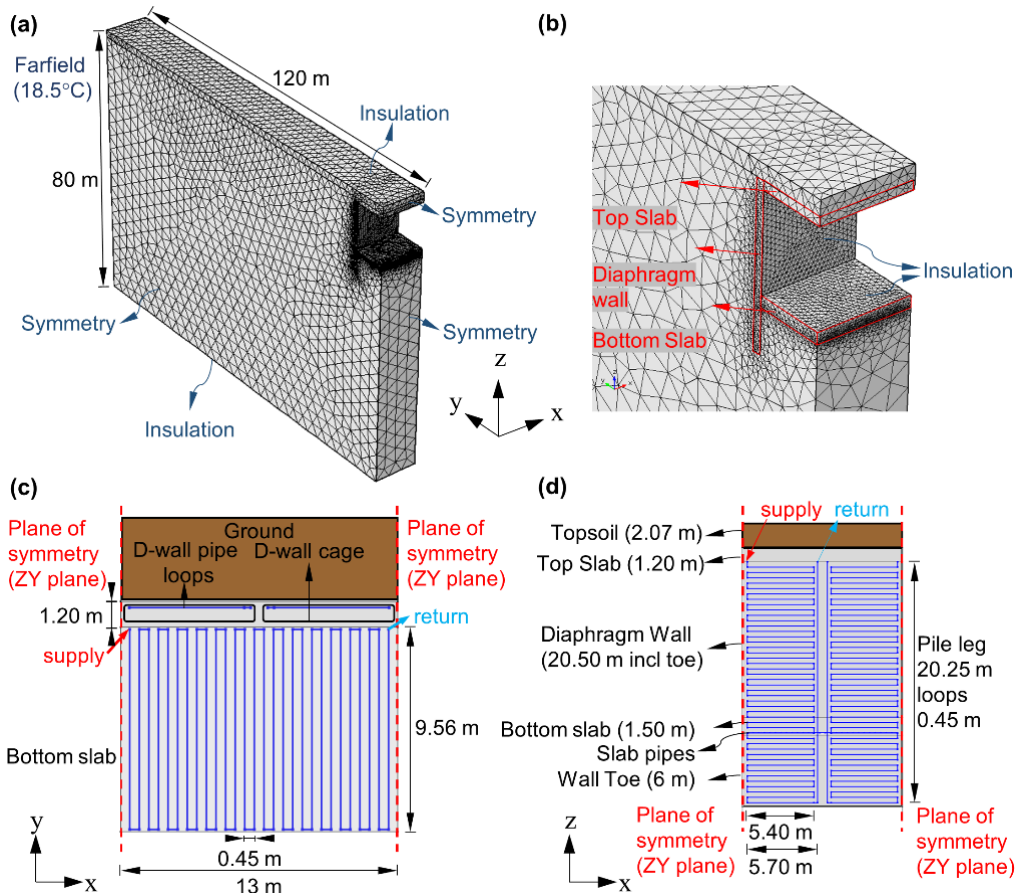 (a)
Farfield
(18.5°C)
120 m
Insulation
80 m
Symmetry
Symmetry
Symmetry
Insulation
z
y
x
(b)
Top Slab
Diaphragm
wall
Bottom Slab
Insulation
(c)
Plane of
symmetry
(ZY plane)
Ground
D-wall pipe
loops
D-wall cage
Plane of
symmetry
(ZY plane)
1.20 m
return
supply
9.56 m
Bottom slab
y
x
0.45 m
13 m
(d)
supply
return
Topsoil (2.07 m)
Top Slab (1.20 m)
Diaphragm Wall
(20.50 m incl toe)
Pile leg
20.25 m
loops
0.45 m
Bottom slab (1.50 m)
Slab pipes
Wall Toe (6 m)
Plane of
symmetry
(ZY plane)
Plane of
symmetry
(ZY plane)
5.40 m
5.70 m
z
x